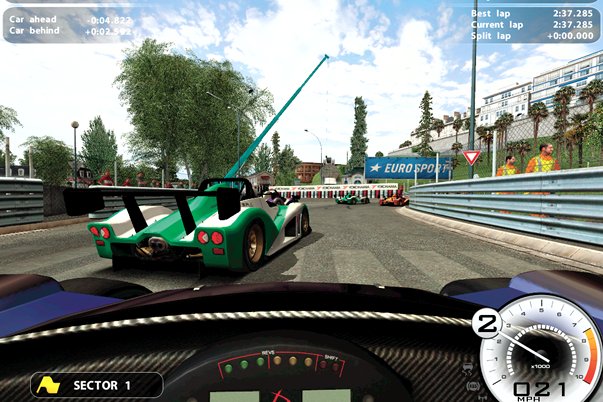 Car ahead -0:04.822
Car behind +0:02.502
Best lap 2:37.285
Current lap 2:37.285
Split lap +0:00.000
EUROSPORT
REVS SHIFT
2
x1000
021
MPH
SECTOR 1